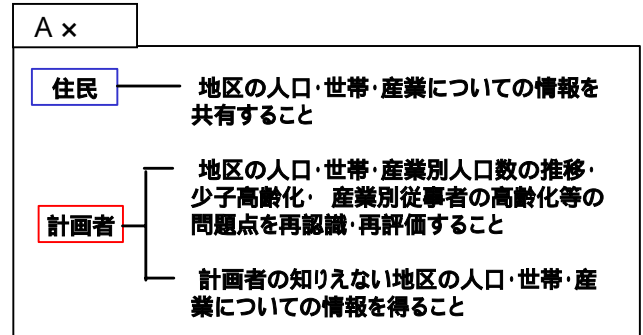 A ×
住民
地区の人口･世帯･産業についての情報を
共有すること
地区の人口･世帯･産業別人口数の推移･
少子高齢化･ 産業別従事者の高齢化等の
問題点を再認識･再評価すること
計画者
計画者の知りえない地区の人口･世帯･産
業についての情報を得ること